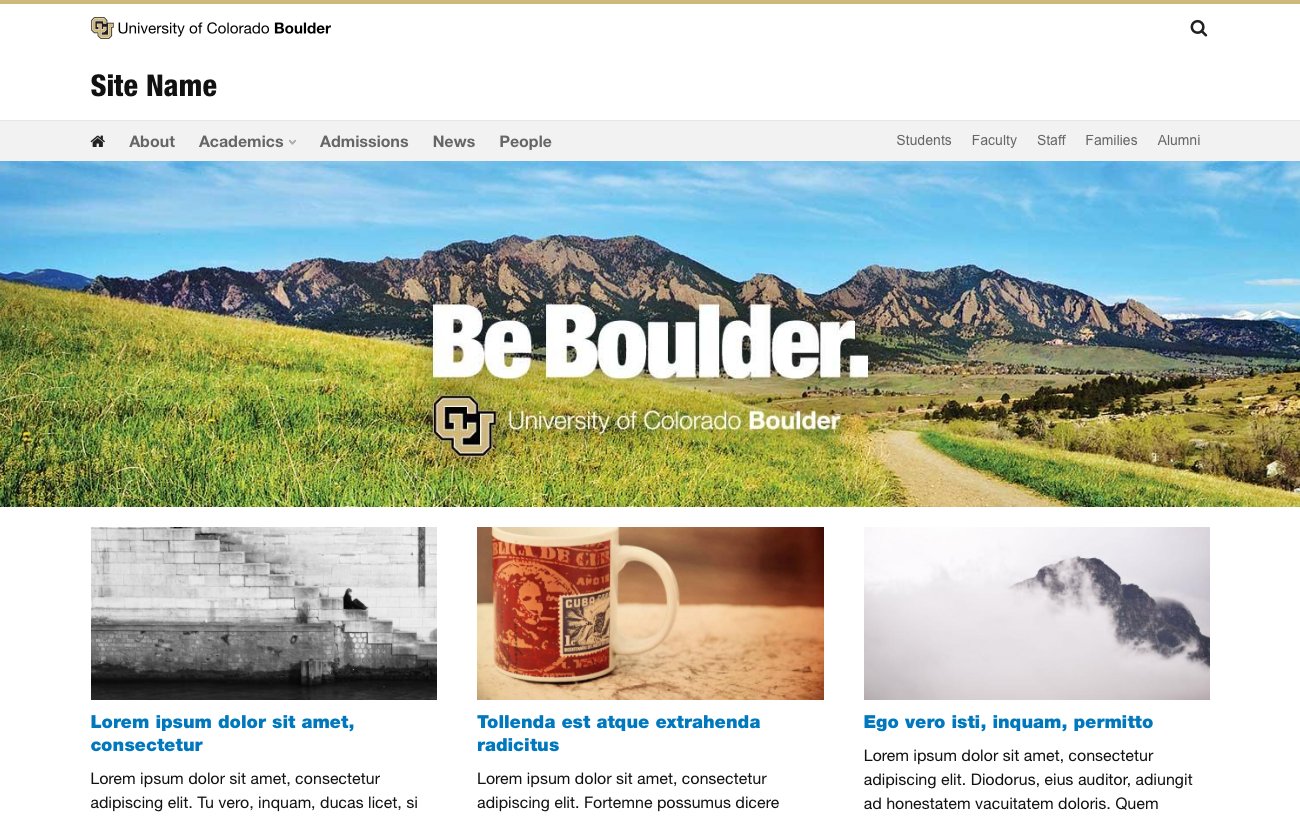 University of Colorado Boulder
Site Name
About Academics Admissions News People Students Faculty Staff Families Alumni
Be Boulder.
University of Colorado Boulder
CUBA
Lorem ipsum dolor sit amet,
consectetur
Lorem ipsum dolor sit amet, consectetur
adipiscing elit. Tu vero, inquam, ducas licet, si
Tollenda est atque extrahenda
radicitus
Lorem ipsum dolor sit amet, consectetur
adipiscing elit. Fortemne possumus dicere
Ego vero isti, inquam, permitto
Lorem ipsum dolor sit amet, consectetur
adipiscing elit. Diodorus, eius auditor, adiungit
ad honestatem vacuitatem doloris. Quem